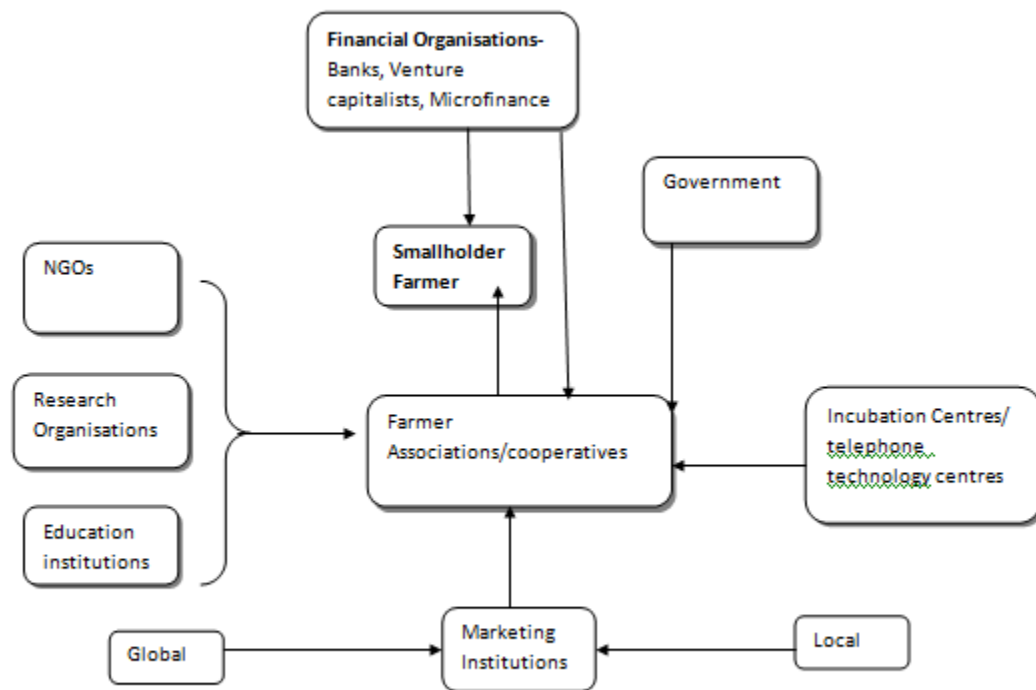 Financial Organisations-
Banks, Venture
capitalists, Microfinance
Government
Smallholder
Farmer
NGOs
Research
Organisations
Education
institutions
Farmer
Associations/cooperatives
Incubation Centres/
telephone
technology centres
Global
Marketing
Institutions
Local